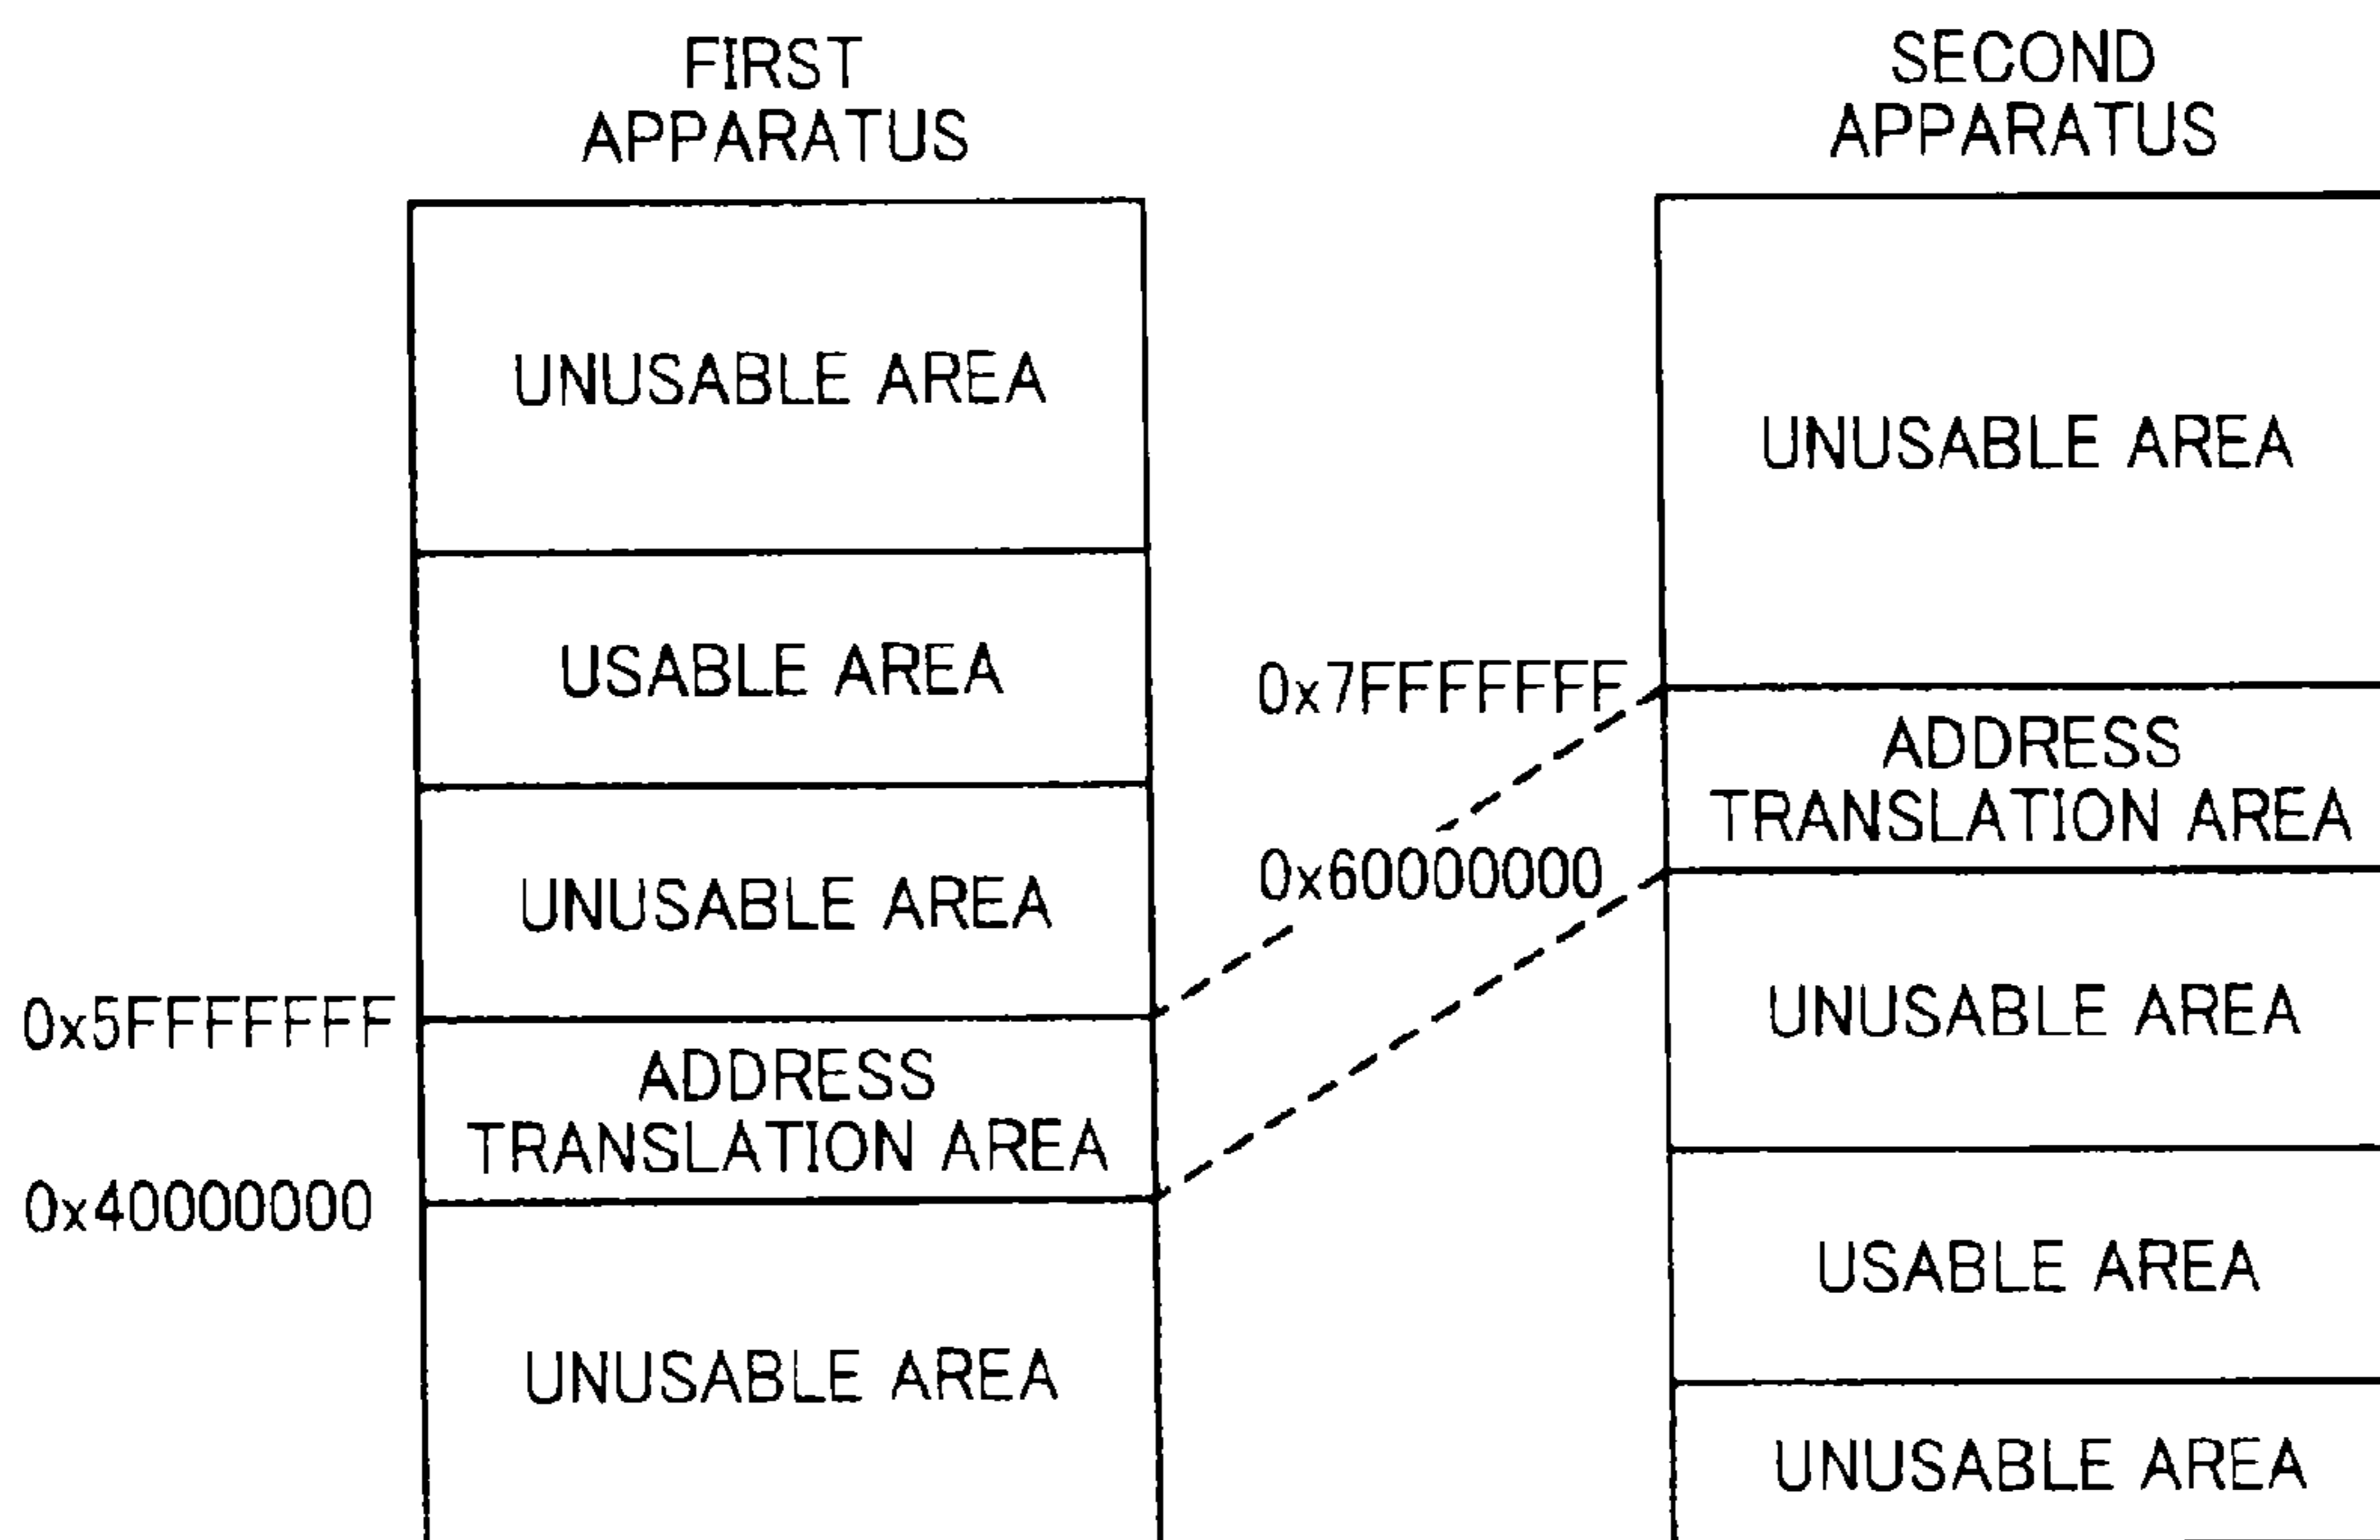 FIRST
APPARATUS
UNUSABLE AREA
USABLE AREA
UNUSABLE AREA
0x5FFFFFFF
ADDRESS
TRANSLATION AREA
0x40000000
UNUSABLE AREA
SECOND
APPARATUS
UNUSABLE AREA
0x7FFFFFFF
ADDRESS
TRANSLATION AREA
0x60000000
UNUSABLE AREA
USABLE AREA
UNUSABLE AREA